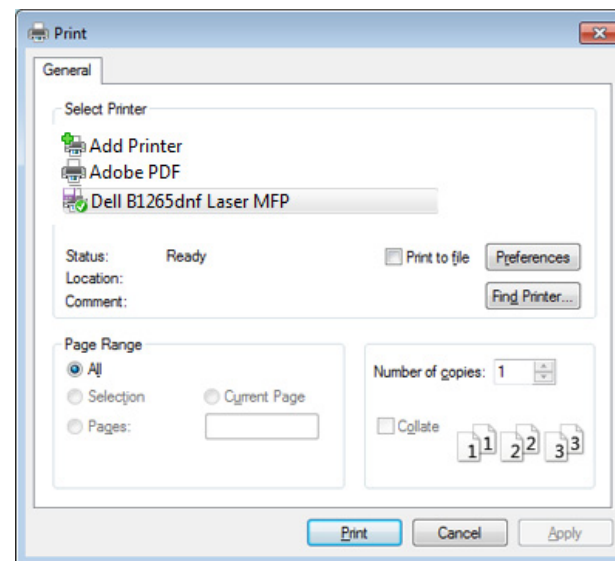 Print
General
Select Printer
Add Printer
Adobe PDF
Dell B1265dnf Laser MFP
Status: Ready
Location:
Comment:
Print to file
Preferences
Find Printer...
Page Range
All
Selection
Current Page
Pages:
Number of copies: 1
Collate
1 1 2 2 3 3
Print Cancel Apply